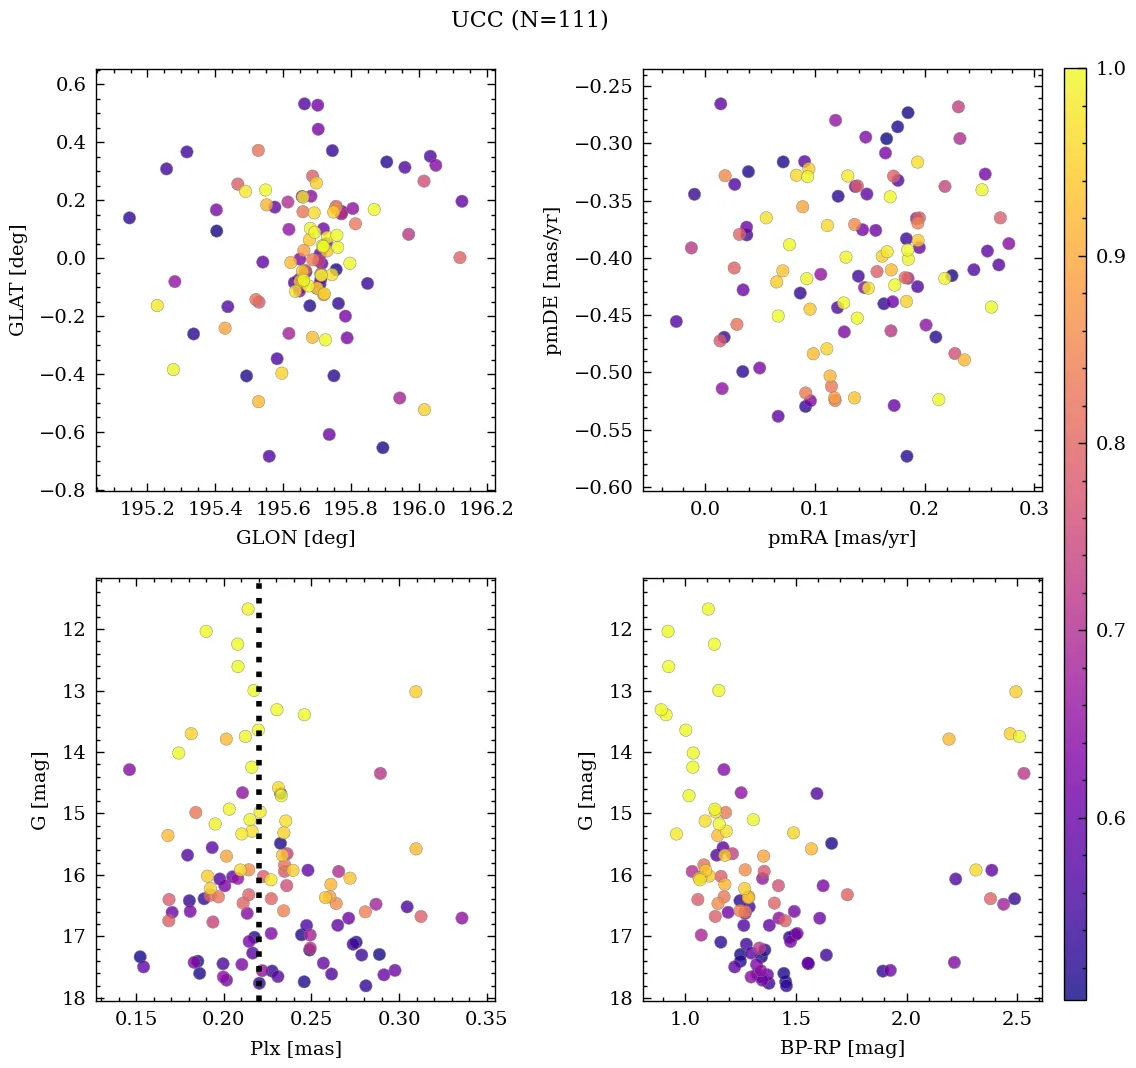 UCC (N=111)
0.6
0.4
0.2
0.0
−0.2
−0.4
−0.6
−0.8
GLAT [deg]
195.2 195.4 195.6 195.8 196.0 196.2
GLON [deg]
−0.25
−0.30
−0.35
−0.40
−0.45
−0.50
−0.55
−0.60
pmDE [mas/yr]
0.0 0.1 0.2 0.3
pmRA [mas/yr]
12
13
14
15
16
17
18
G [mag]
0.15 0.20 0.25 0.30 0.35
Plx [mas]
12
13
14
15
16
17
18
G [mag]
1.0 1.5 2.0 2.5
BP-RP [mag]
1.0
0.9
0.8
0.7
0.6